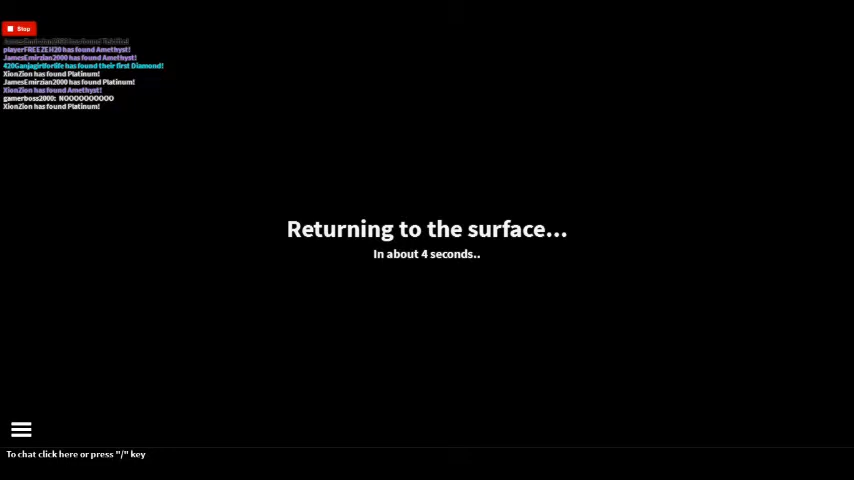 Stop
playerFREEZEH20 has found Amethyst!
JamesEmirzian2000 has found Amethyst!
420Ganjagirlforlife has found their first Diamond!
XionZion has found Platinum!
JamesEmirzian2000 has found Platinum!
XionZion has found Amethyst!
gamerboss2000: NOOOOOOOOOO
XionZion has found Platinum!
Returning to the surface...
In about 4 seconds..
To chat click here or press "/" key